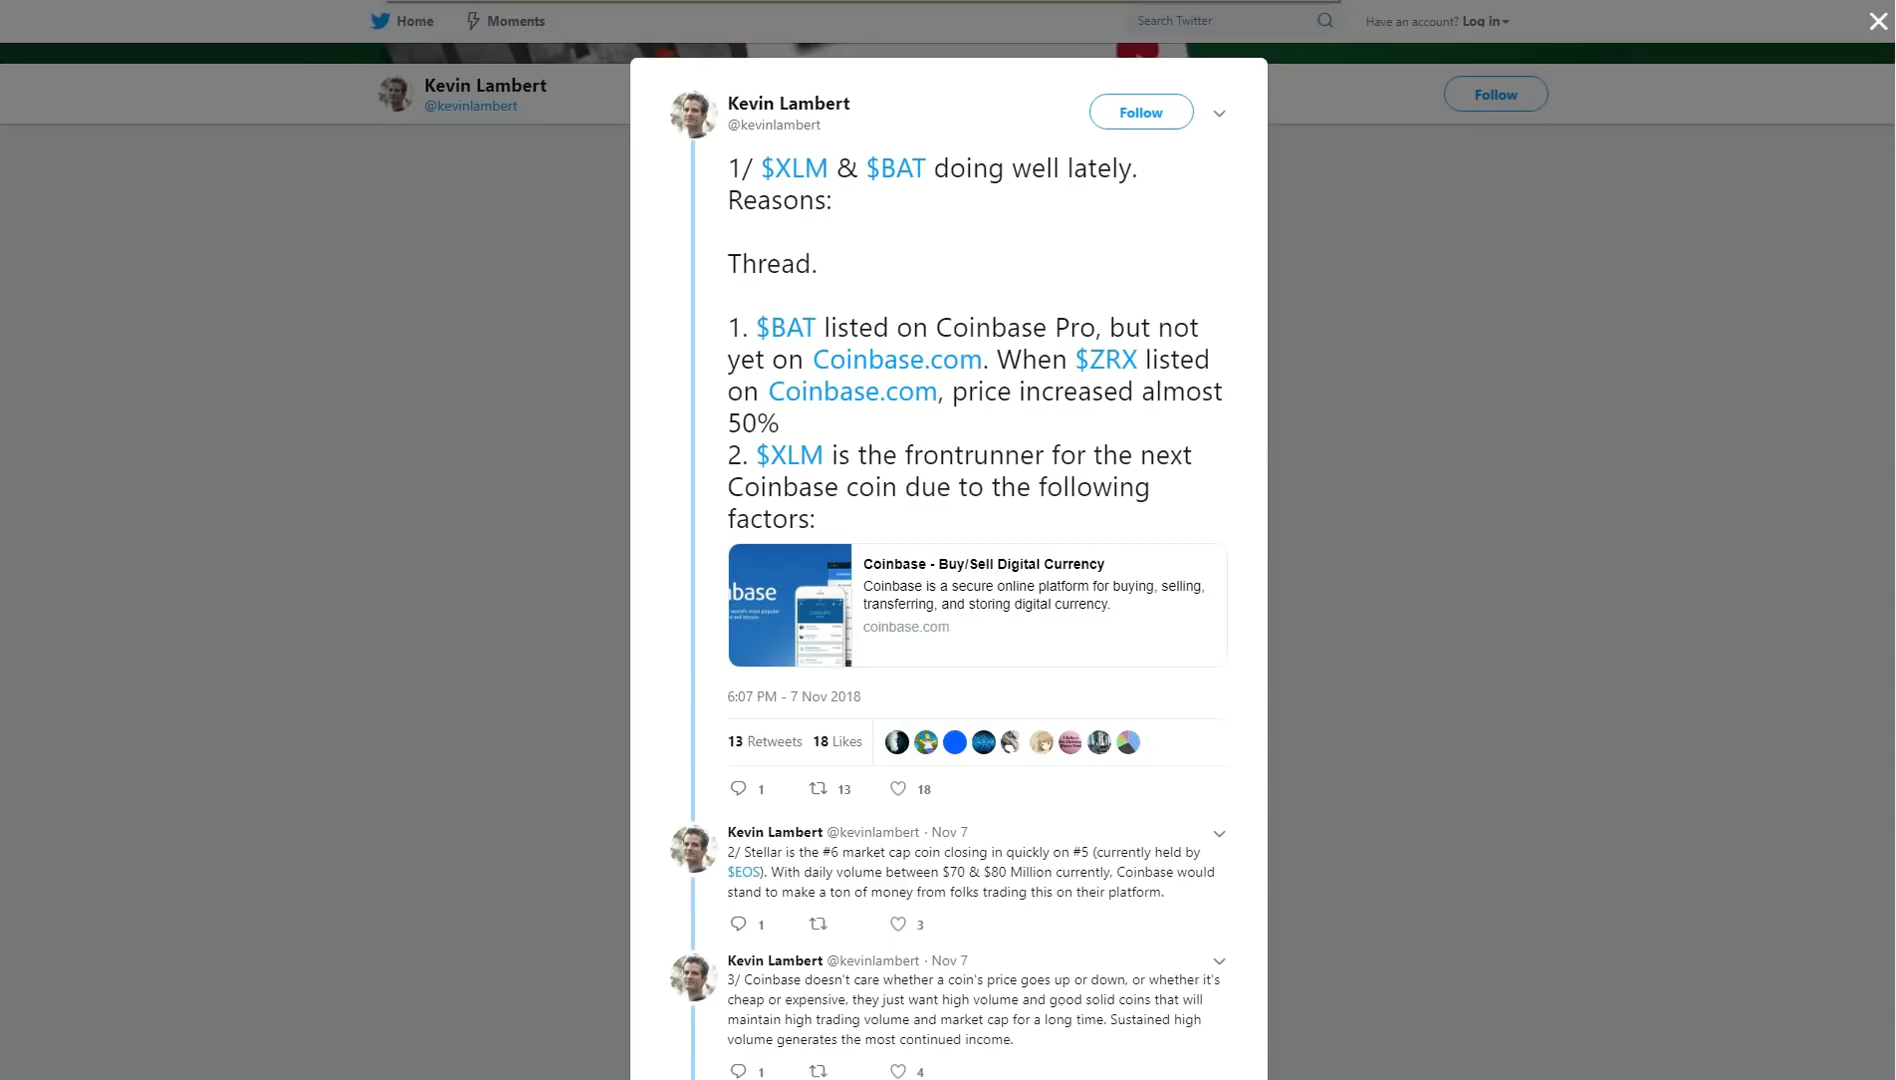 Home Moments Search Twitter Have an account? Log in
Kevin Lambert
@kevinlambert
Follow
Kevin Lambert
@kevinlambert
Follow
1/ $XLM & $BAT doing well lately.
Reasons:
Thread.
1. $BAT listed on Coinbase Pro, but not
yet on Coinbase.com. When $ZRX listed
on Coinbase.com, price increased almost
50%
2. $XLM is the frontrunner for the next
Coinbase coin due to the following
factors:
base
Coinbase - Buy/Sell Digital Currency
Coinbase is a secure online platform for buying, selling,
transferring, and storing digital currency.
coinbase.com
6:07 PM - 7 Nov 2018
13 Retweets 18 Likes
1 13 18
Kevin Lambert @kevinlambert · Nov 7
2/ Stellar is the #6 market cap coin closing in quickly on #5 (currently held by
$EOS). With daily volume between $70 & $80 Million currently, Coinbase would
stand to make a ton of money from folks trading this on their platform.
1 3
Kevin Lambert @kevinlambert · Nov 7
3/ Coinbase doesn't care whether a coin's price goes up or down, or whether it's
cheap or expensive, they just want high volume and good solid coins that will
maintain high trading volume and market cap for a long time. Sustained high
volume generates the most continued income.
1 4